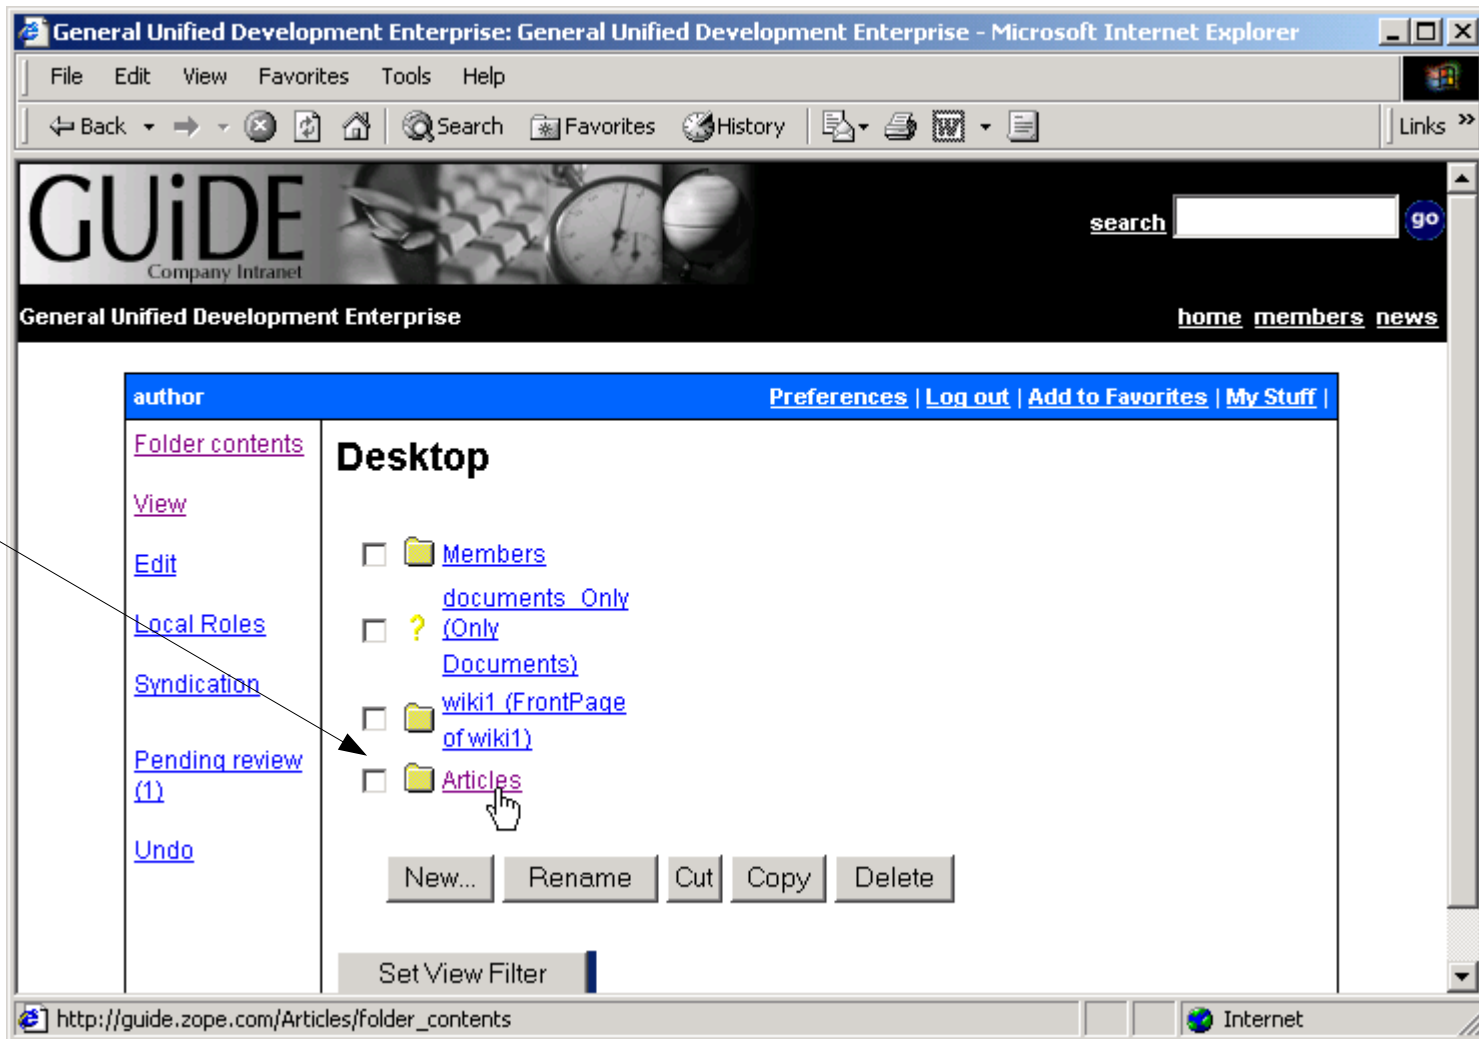 General Unified Development Enterprise: General Unified Development Enterprise - Microsoft Internet Explorer
File Edit View Favorites Tools Help
Back Search Favorites History Links »
GUiDE
Company Intranet
search go
General Unified Development Enterprise home members news
author Preferences | Log out | Add to Favorites | My Stuff |
Folder contents
View
Edit
Local Roles
Syndication
Pending review
(1)
Undo
Desktop
Members
? documents_Only
(Only
Documents)
wiki1 (FrontPage
of wiki1)
Articles
New... Rename Cut Copy Delete
Set View Filter
http://guide.zope.com/Articles/folder_contents Internet